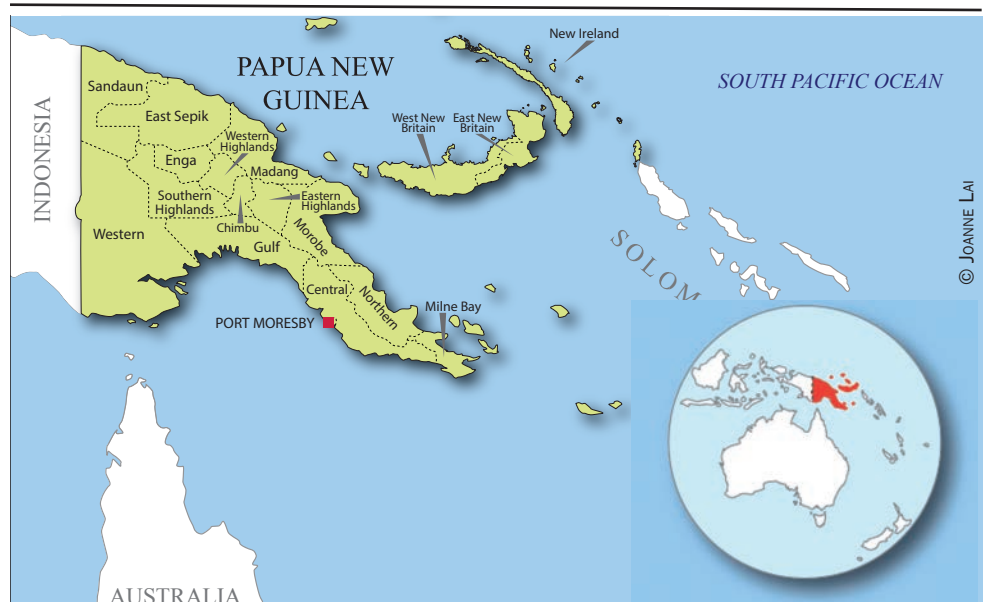 New Ireland
PAPUA NEW
GUINEA
SOUTH PACIFIC OCEAN
Sandaun
East Sepik
West New
Britain
East New
Britain
Western
Highlands
Enga
Madang
INDONESIA
Southern
Highlands
Eastern
Highlands
Chimbu
Western
Gulf
Morobe
SOLOM
© JOANNE LAI
Central
Northern
Milne Bay
PORT MORESBY
AUSTRALIA